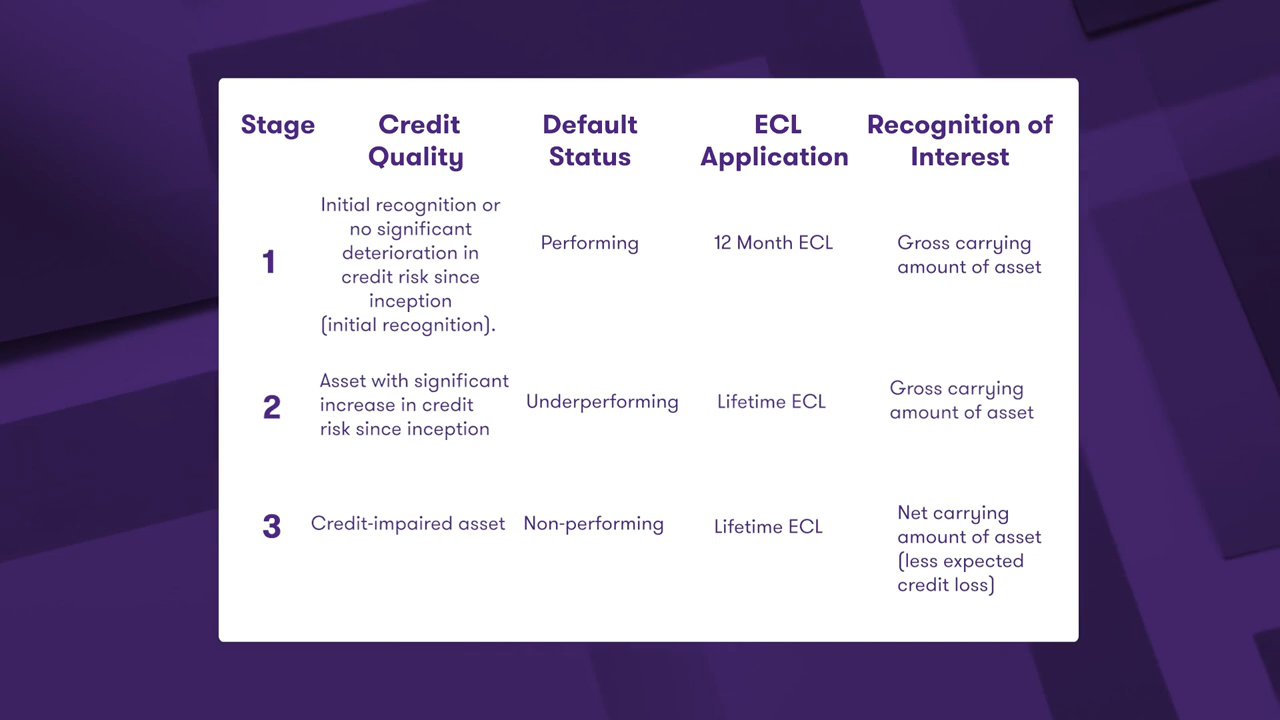 Stage
Credit
Quality
Default
Status
ECL
Application
Recognition of
Interest
1
Initial recognition or
no significant
deterioration in
credit risk since
inception
(initial recognition).
Performing
12 Month ECL
Gross carrying
amount of asset
2
Asset with significant
increase in credit
risk since inception
Underperforming
Lifetime ECL
Gross carrying
amount of asset
3
Credit-impaired asset
Non-performing
Lifetime ECL
Net carrying
amount of asset
(less expected
credit loss)